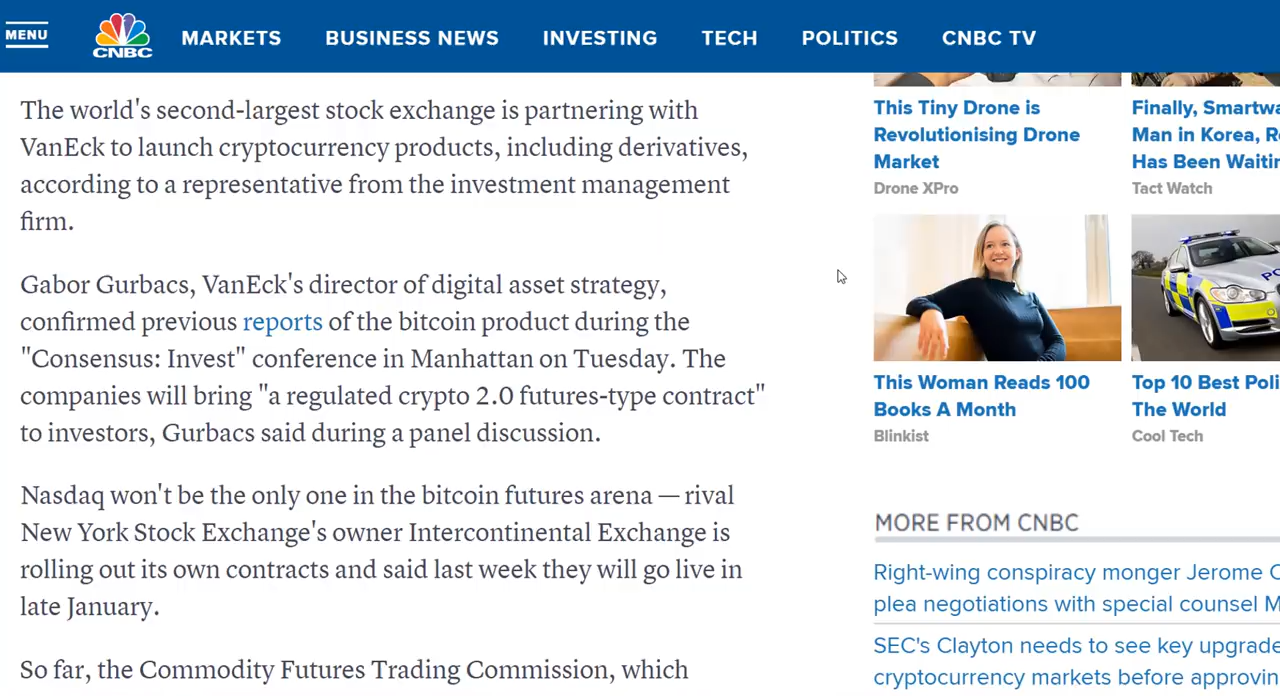 MENU
CNBC
MARKETS
BUSINESS NEWS
INVESTING
TECH
POLITICS
CNBC TV
The world's second-largest stock exchange is partnering with
VanEck to launch cryptocurrency products, including derivatives,
according to a representative from the investment management
firm.
Gabor Gurbacs, VanEck's director of digital asset strategy,
confirmed previous reports of the bitcoin product during the
"Consensus: Invest" conference in Manhattan on Tuesday. The
companies will bring "a regulated crypto 2.0 futures-type contract"
to investors, Gurbacs said during a panel discussion.
Nasdaq won't be the only one in the bitcoin futures arena — rival
New York Stock Exchange's owner Intercontinental Exchange is
rolling out its own contracts and said last week they will go live in
late January.
So far, the Commodity Futures Trading Commission, which
This Tiny Drone is
Revolutionising Drone
Market
Drone XPro
Finally, Smartwa
Man in Korea, R
Has Been Waitin
Tact Watch
This Woman Reads 100
Books A Month
Blinkist
Top 10 Best Poli
The World
Cool Tech
MORE FROM CNBC
Right-wing conspiracy monger Jerome C
plea negotiations with special counsel M
SEC's Clayton needs to see key upgrade
cryptocurrency markets before approvin